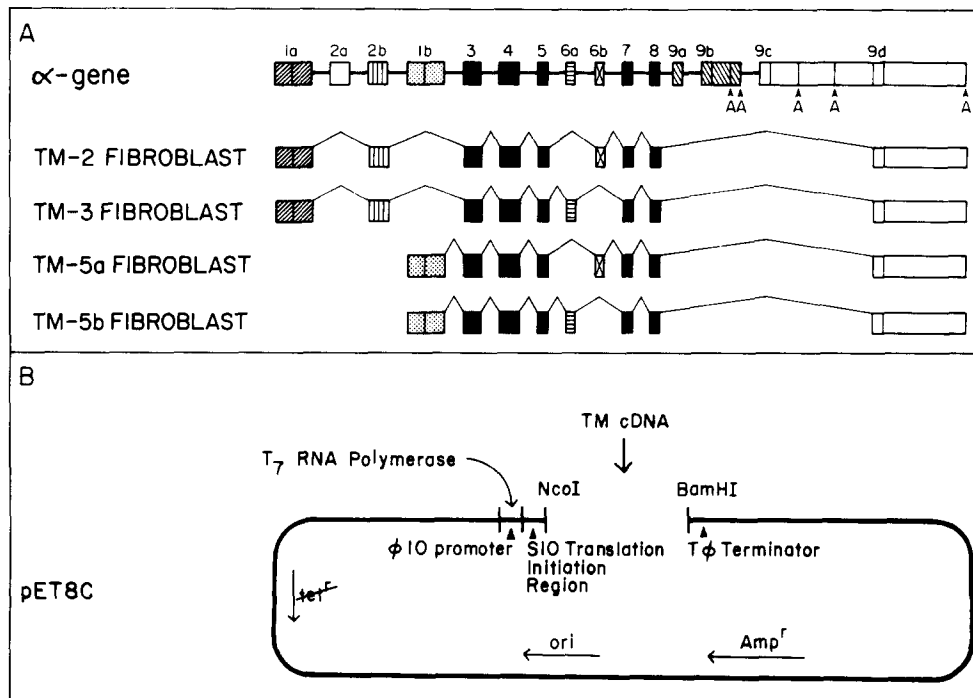 A
1a 2a 2b 1b 3 4 5 6a 6b 7 8 9a 9b 9c 9d
α-gene
A A A A A
TM-2 FIBROBLAST
TM-3 FIBROBLAST
TM-5a FIBROBLAST
TM-5b FIBROBLAST
B
TM cDNA
T7 RNA Polymerase
NcoI
BamHI
ϕ10 promoter
S10 Translation
Initiation
Region
Tϕ Terminator
pET8C
tet^r
ori
Amp^r